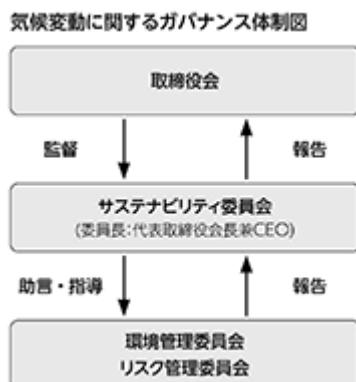 気候変動に関するガバナンス体制図
取締役会
監督
報告
サステナビリティ委員会
(委員長:代表取締役会長兼CEO)
助言・指導
報告
環境管理委員会
リスク管理委員会